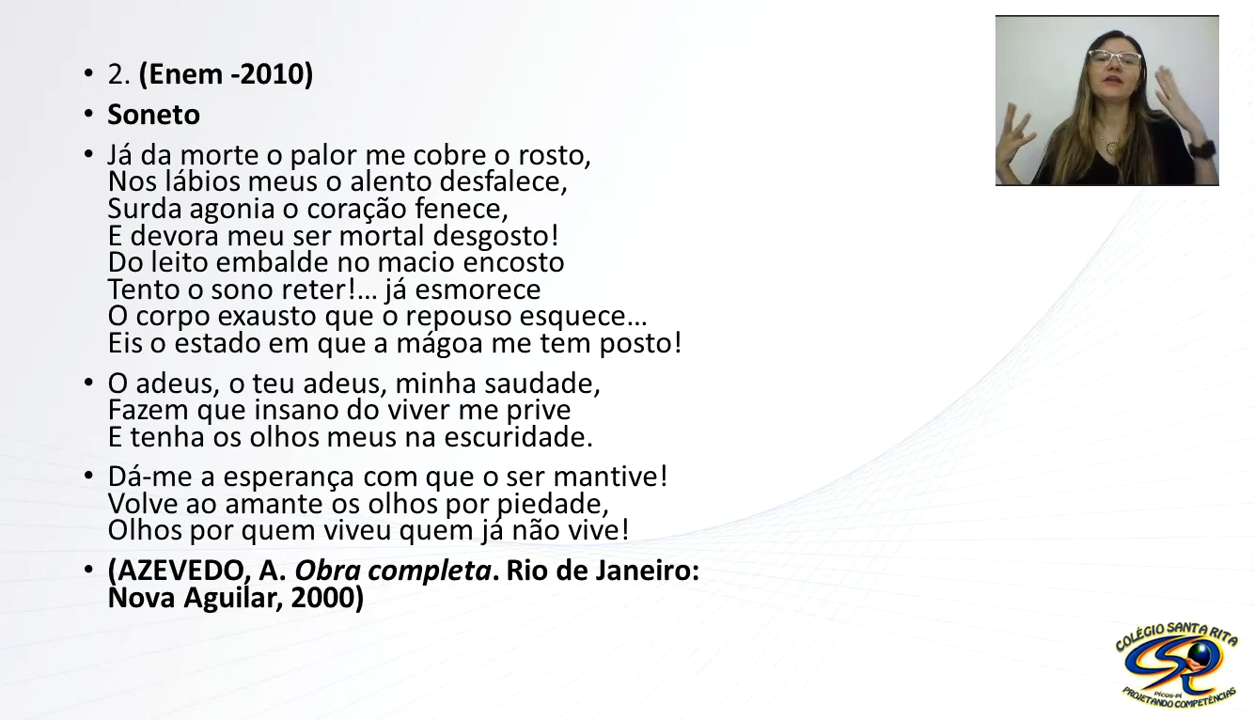 • 2. (Enem -2010)
• Soneto
• Já da morte o palor me cobre o rosto,
Nos lábios meus o alento desfalece,
Surda agonia o coração fenece,
E devora meu ser mortal desgosto!
Do leito embalde no macio encosto
Tento o sono reter!... já esmorece
O corpo exausto que o repouso esquece...
Eis o estado em que a mágoa me tem posto!
• O adeus, o teu adeus, minha saudade,
Fazem que insano do viver me prive
E tenha os olhos meus na escuridade.
• Dá-me a esperança com que o ser mantive!
Volve ao amante os olhos por piedade,
Olhos por quem viveu quem já não vive!
• (AZEVEDO, A. Obra completa. Rio de Janeiro:
Nova Aguilar, 2000)
COLÉGIO SANTA RITA
CSR
PICOS-PI
PROJETANDO COMPETÊNCIAS